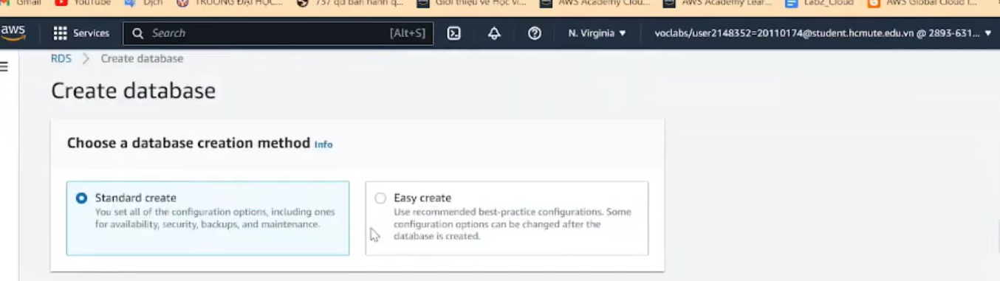 Gmail YouTube Dịch TRƯỜNG ĐẠI HỌC... 737 qđ ban hành q... Giới thiệu về Học vi... AWS Academy Clou... AWS Academy Lear... Lab2_Cloud AWS Global Cloud I...
aws Services Search [Alt+S] N. Virginia voclabs/user2148352=20110174@student.hcmute.edu.vn @ 2893-631...
RDS > Create database
Create database
Choose a database creation method Info
Standard create
You set all of the configuration options, including ones
for availability, security, backups, and maintenance.
Easy create
Use recommended best-practice configurations. Some
configuration options can be changed after the
database is created.